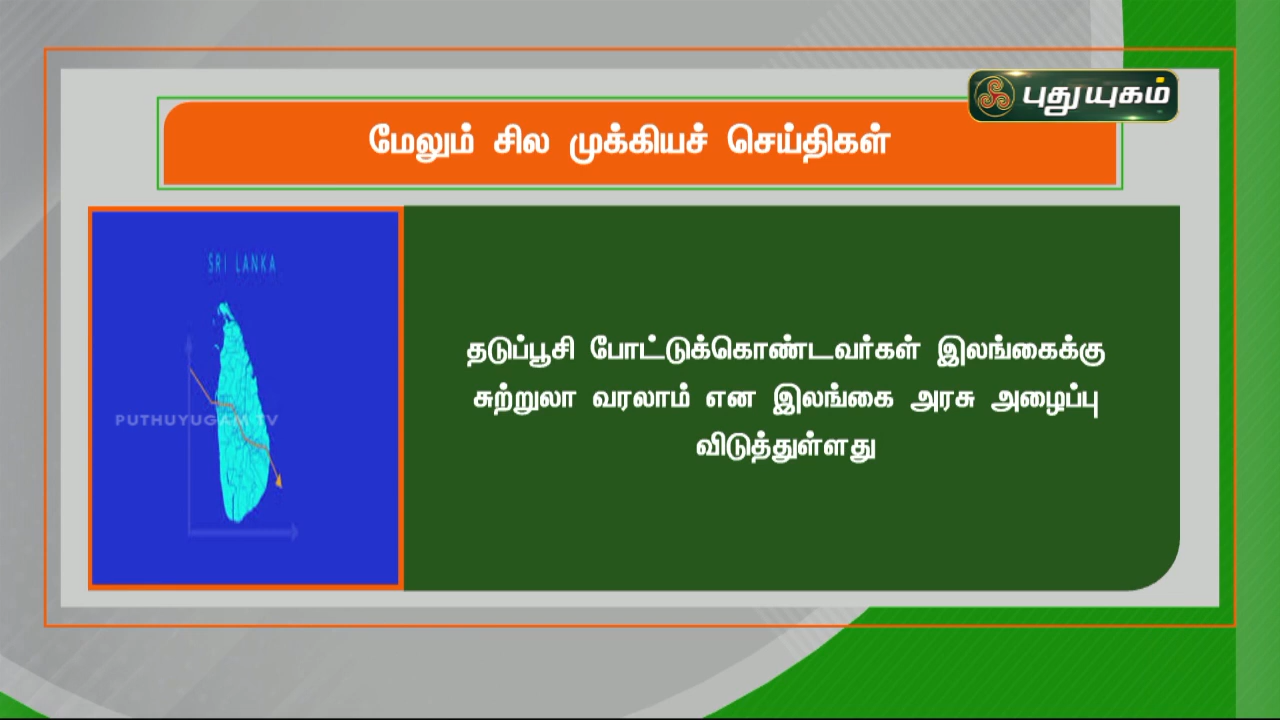 புதுயுகம்
மேலும் சில முக்கியச் செய்திகள்
SRI LANKA
PUTHUYUGAM TV
தடுப்பூசி போட்டுக்கொண்டவர்கள் இலங்கைக்கு
சுற்றுலா வரலாம் என இலங்கை அரசு அழைப்பு
விடுத்துள்ளது